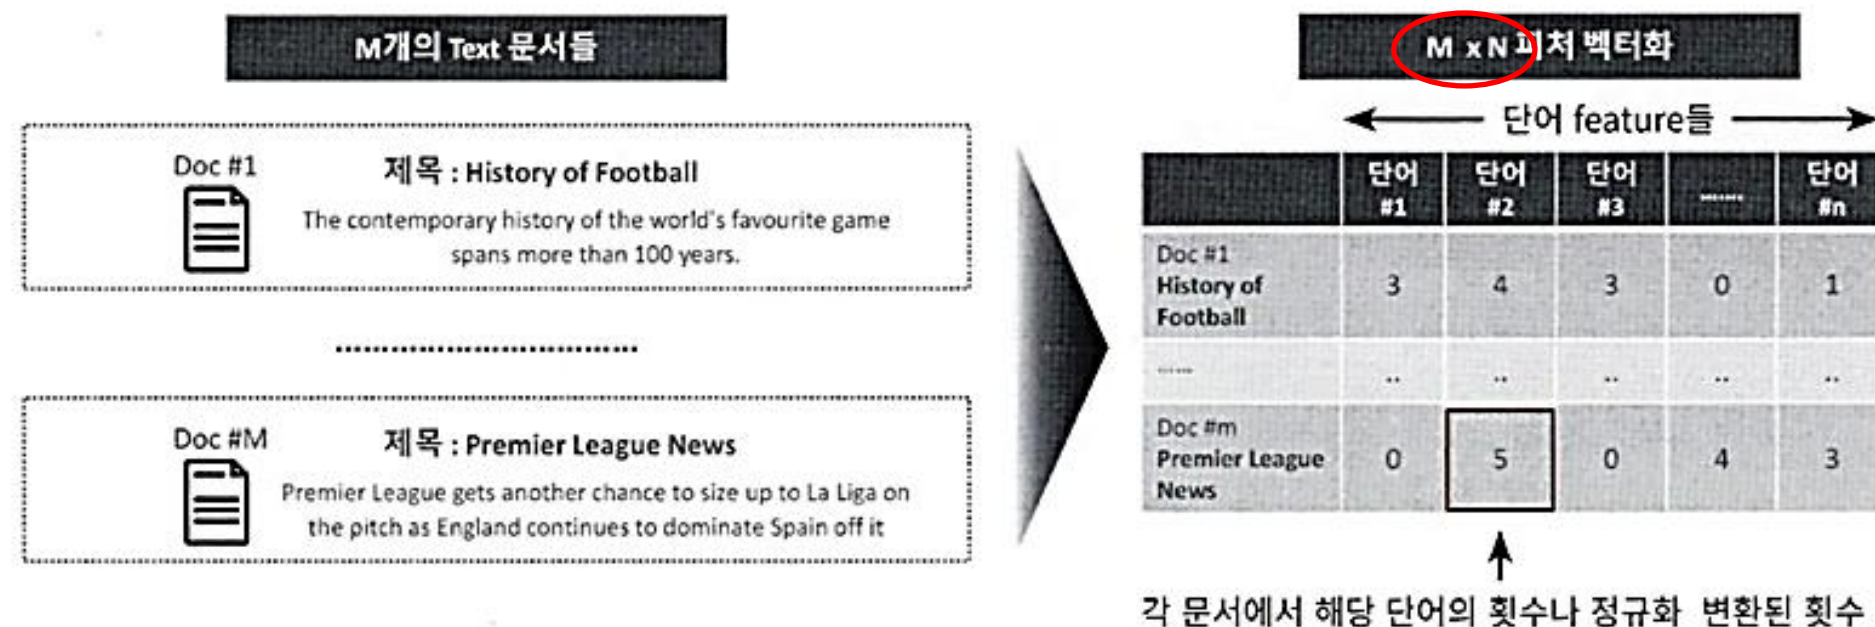 M개의 Text 문서들
Doc #1
제목 : History of Football
The contemporary history of the world's favourite game
spans more than 100 years.
Doc #M
제목 : Premier League News
Premier League gets another chance to size up to La Liga on
the pitch as England continues to dominate Spain off it
M x N 피처 벡터화
단어 feature들
단어 #1 단어 #2 단어 #3 ...... 단어 #n
Doc #1
History of
Football
3 4 3 0 1
...... .. .. .. .. ..
Doc #m
Premier League
News
0 5 0 4 3
각 문서에서 해당 단어의 횟수나 정규화 변환된 횟수